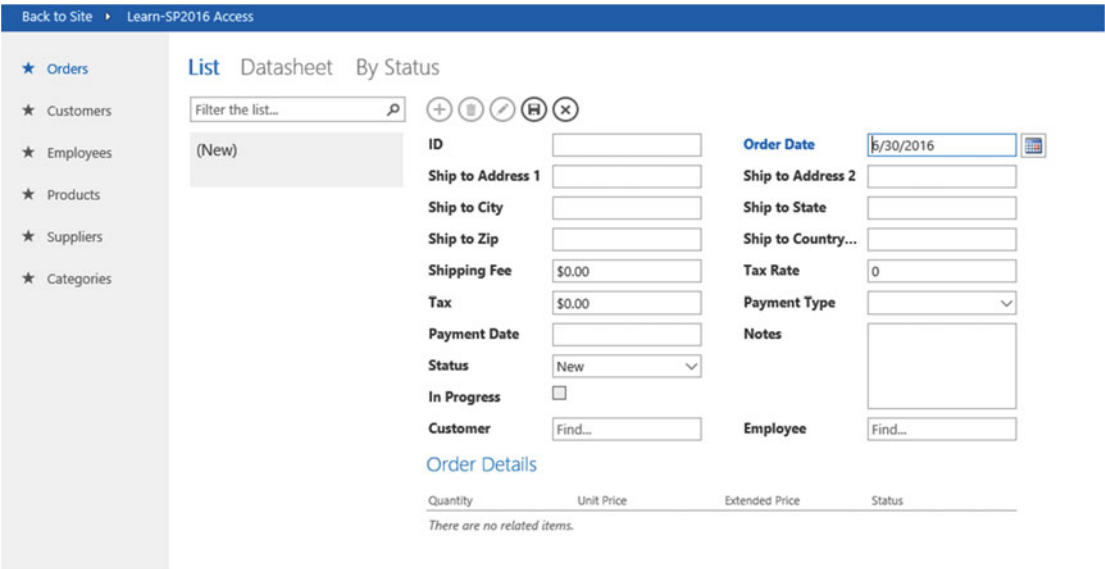 Back to Site ▸ Learn-SP2016 Access
★ Orders
★ Customers
★ Employees
★ Products
★ Suppliers
★ Categories
List Datasheet By Status
Filter the list...
(New)
ID Order Date 6/30/2016
Ship to Address 1 Ship to Address 2
Ship to City Ship to State
Ship to Zip Ship to Country...
Shipping Fee $0.00 Tax Rate 0
Tax $0.00 Payment Type
Payment Date Notes
Status New
In Progress
Customer Find... Employee Find...
Order Details
Quantity Unit Price Extended Price Status
There are no related items.